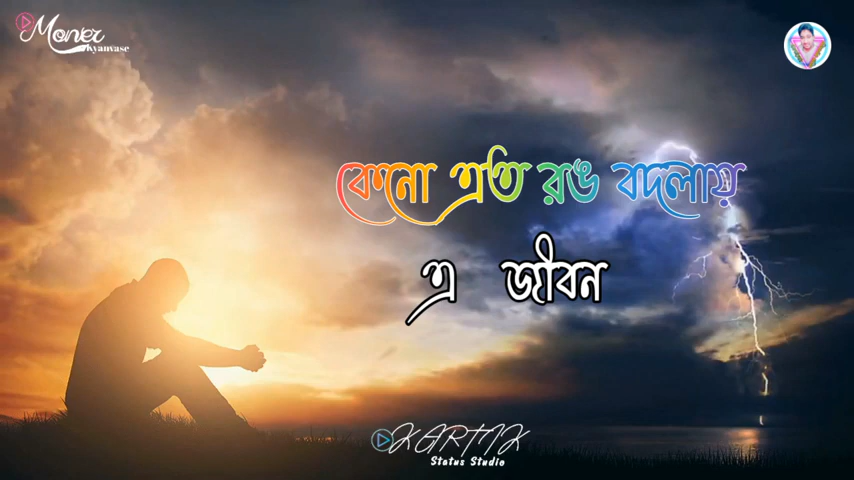 Moner
Kyanvase
কেনো এত রঙ বদলায়
এ জীবন
KARTIK
Status Studio